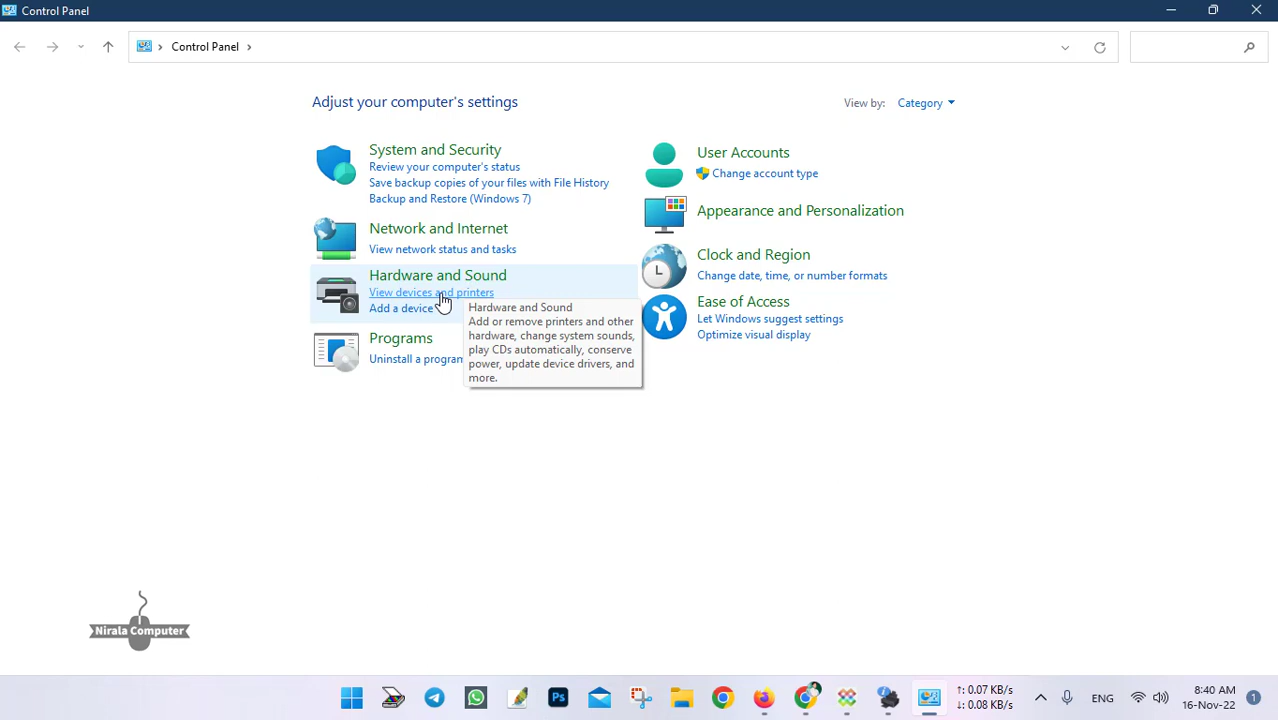 Control Panel
Control Panel
Adjust your computer's settings
View by: Category
System and Security
Review your computer's status
Save backup copies of your files with File History
Backup and Restore (Windows 7)
Network and Internet
View network status and tasks
Hardware and Sound
View devices and printers
Add a device
Programs
Uninstall a program
Hardware and Sound
Add or remove printers and other
hardware, change system sounds,
play CDs automatically, conserve
power, update device drivers, and
more.
User Accounts
Change account type
Appearance and Personalization
Clock and Region
Change date, time, or number formats
Ease of Access
Let Windows suggest settings
Optimize visual display
Nirala Computer
Ps
↑: 0.07 KB/s
↓: 0.08 KB/s
ENG
8:40 AM
16-Nov-22
1